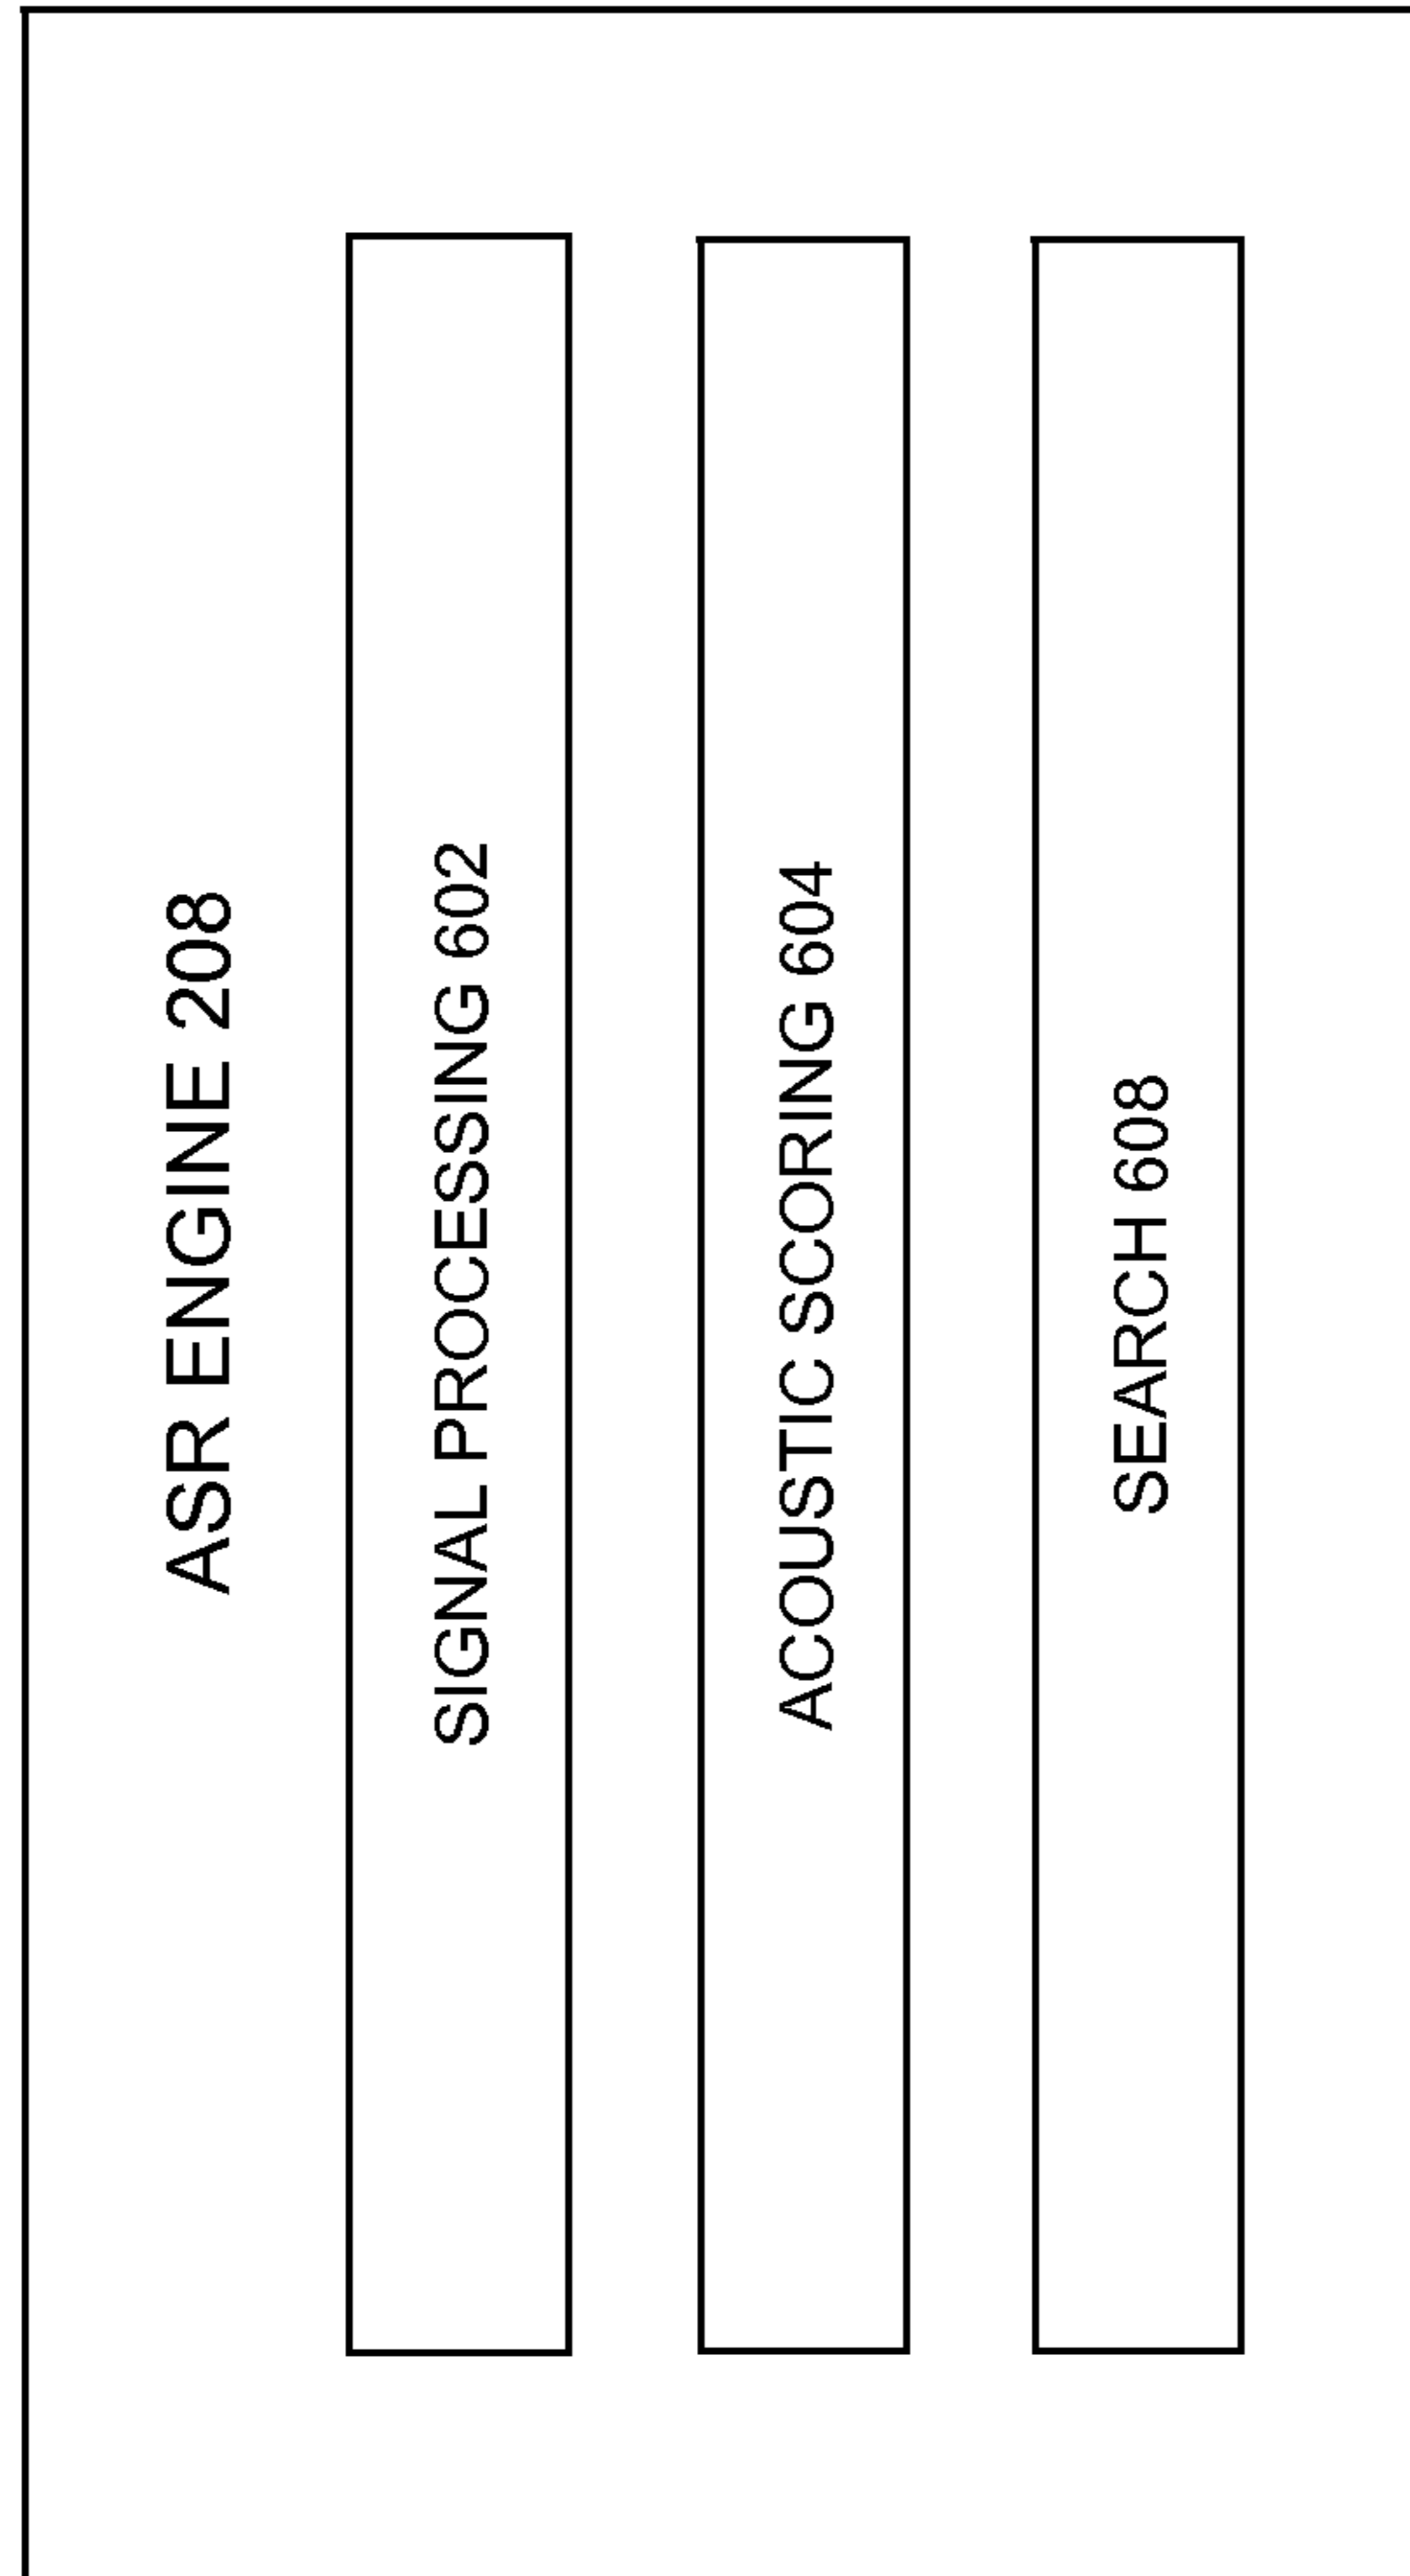 ASR ENGINE 208
SIGNAL PROCESSING 602
ACOUSTIC SCORING 604
SEARCH 608